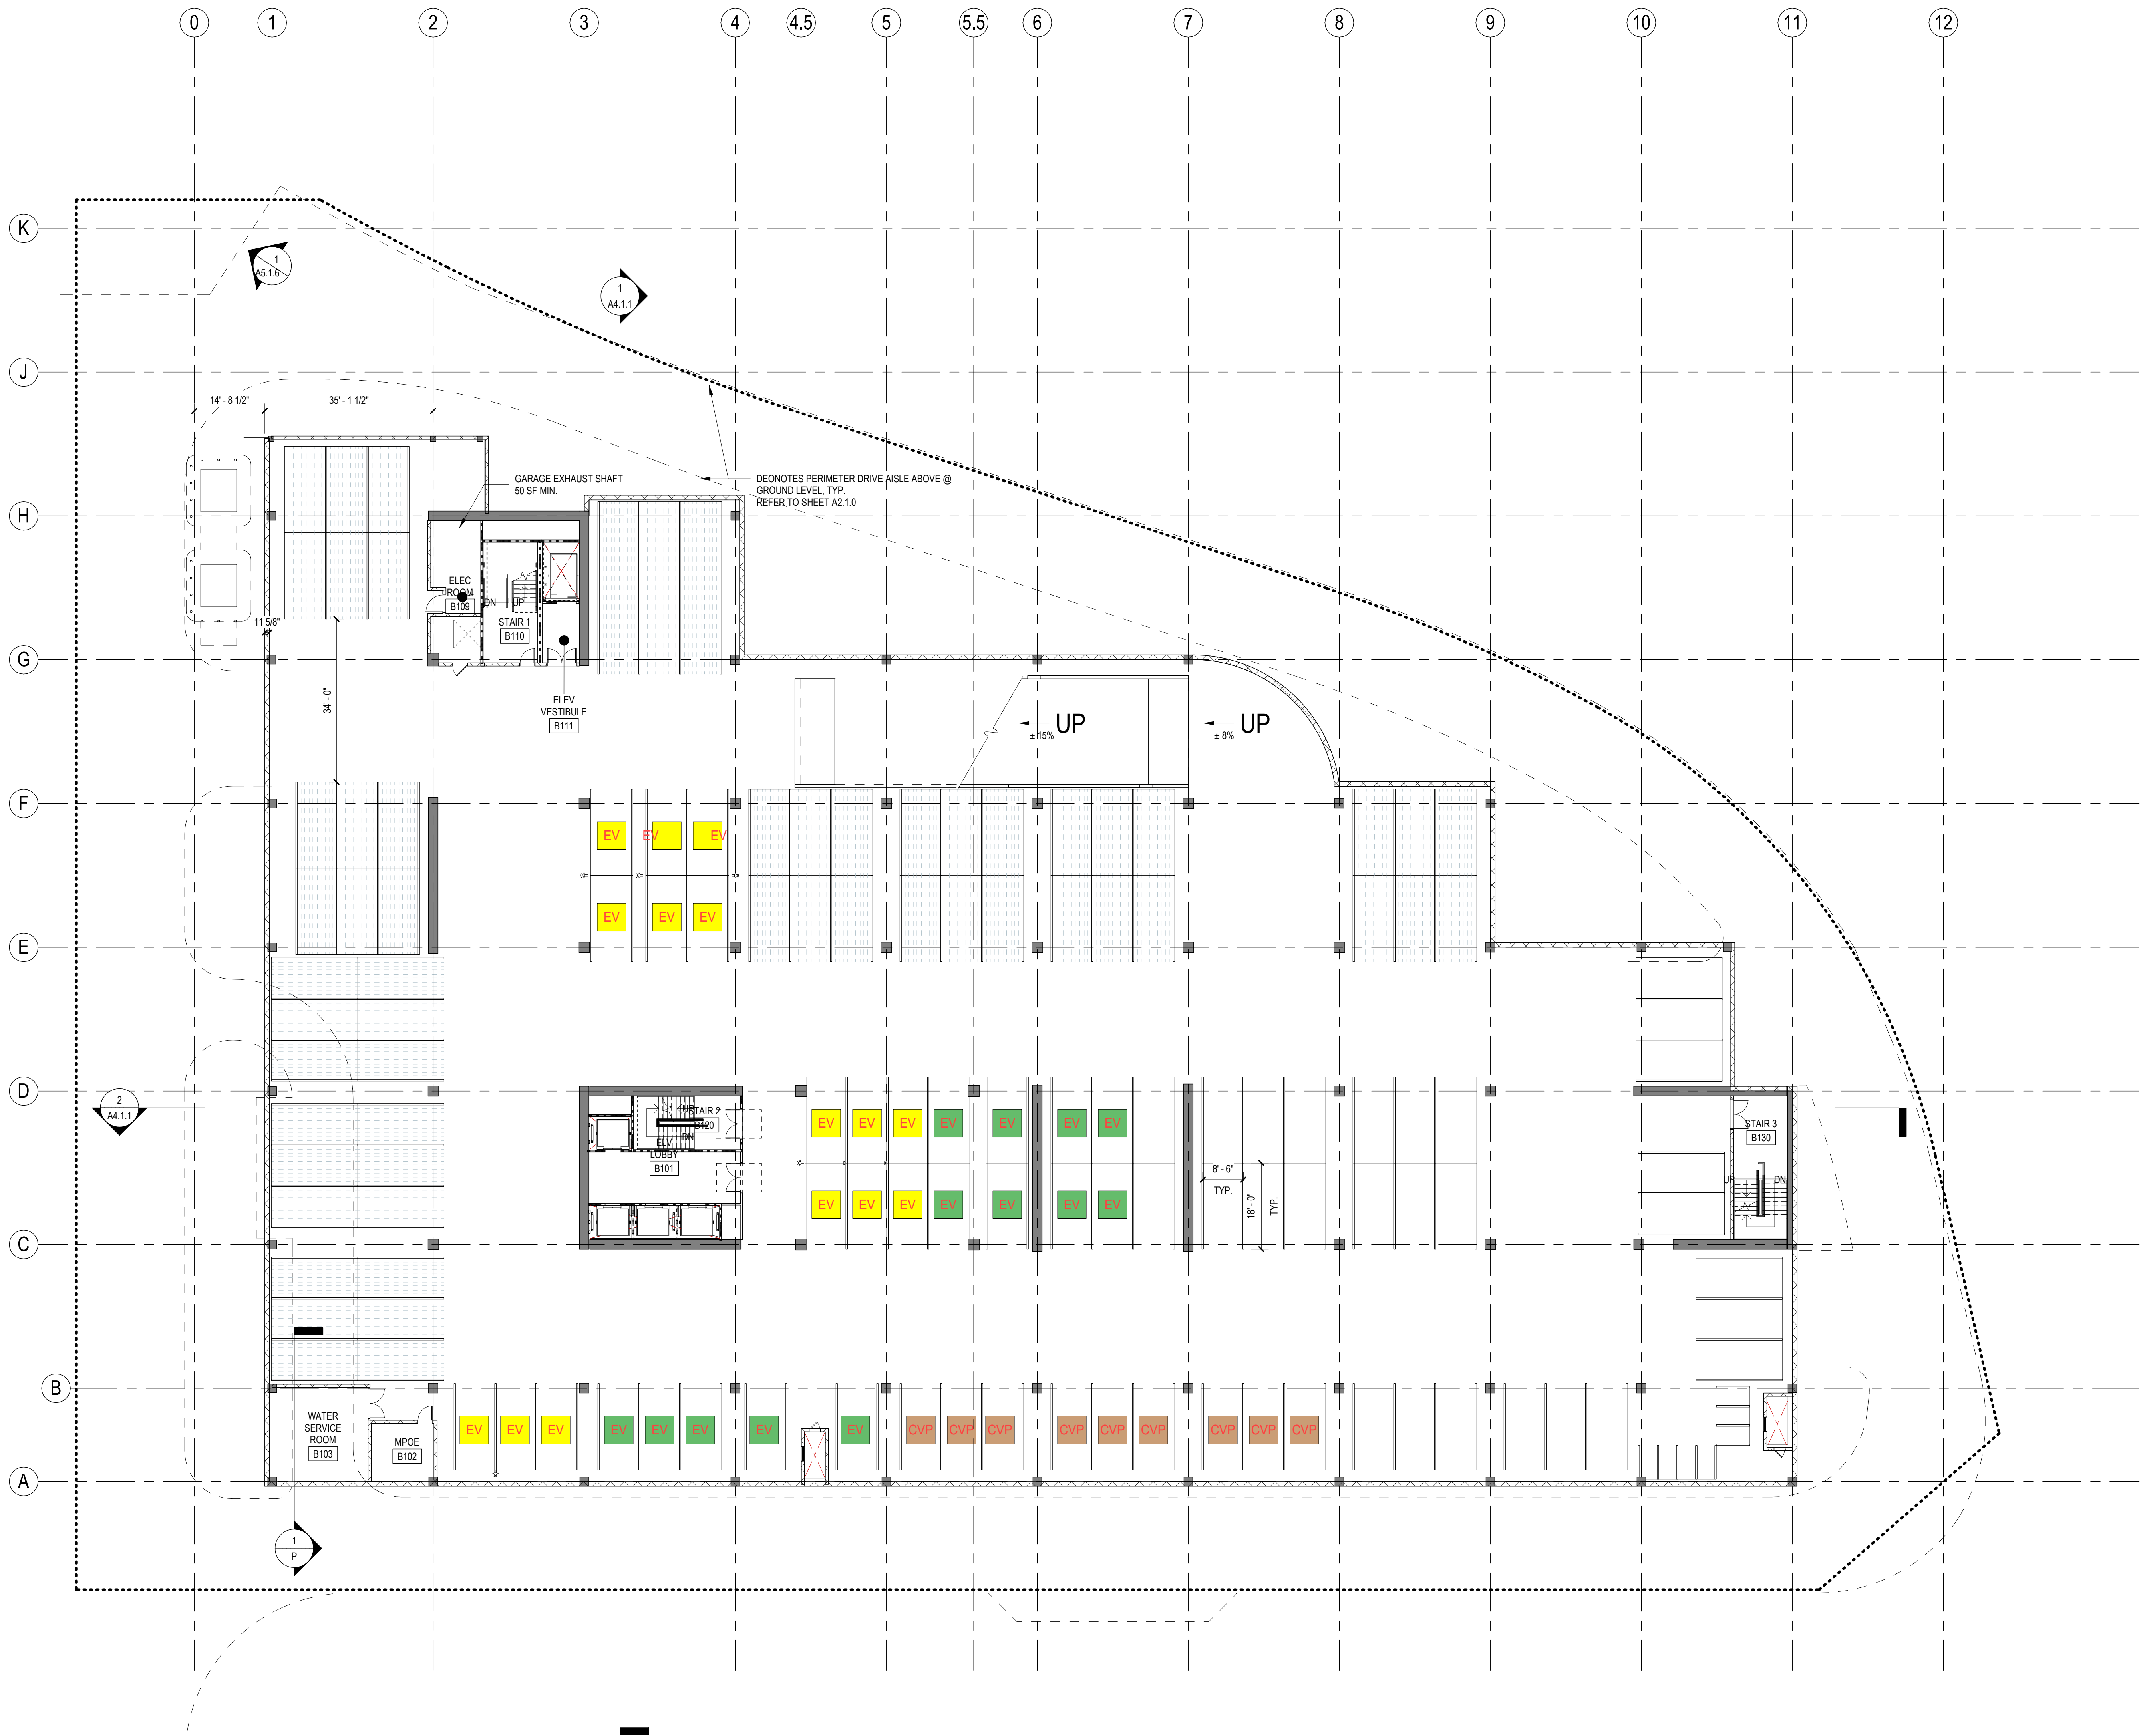 0 1 2 3 4 4.5 5 5.5 6 7 8 9 10 11 12
K
1
A5.1.6
1
A4.1.1
J
14' - 8 1/2"
35' - 1 1/2"
GARAGE EXHAUST SHAFT
50 SF MIN.
DEONOTES PERIMETER DRIVE AISLE ABOVE @
GROUND LEVEL, TYP.
REFER TO SHEET A2.1.0
H
ELEC
ROOM
B109
DN
UP
STAIR 1
B110
11 5/8"
G
34' - 0"
ELEV
VESTIBULE
B111
UP
± 15%
UP
± 8%
F
EV EV EV
EV EV EV
E
D
2
A4.1.1
UP
STAIR 2
B120
DN
ELV
LOBBY
B101
EV EV EV EV EV EV EV
EV EV EV EV EV EV EV
8' - 6"
TYP.
18' - 0"
TYP.
STAIR 3
B130
UP
DN
C
B
WATER
SERVICE
ROOM
B103
MPOE
B102
EV EV EV EV EV EV EV EV CVP CVP CVP CVP CVP CVP CVP CVP CVP
A
1
P